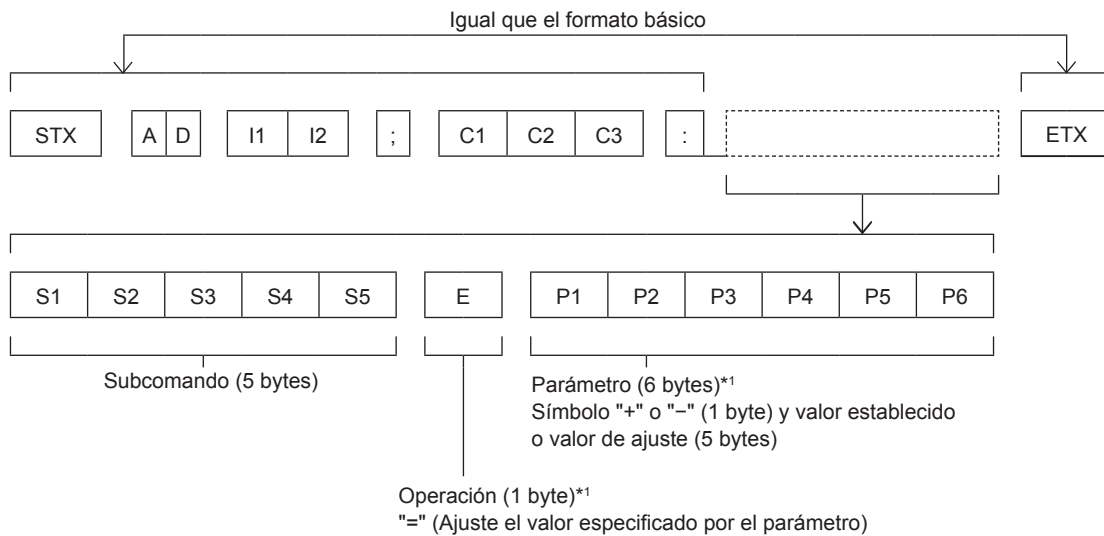 Igual que el formato básico
STX A D I1 I2 ; C1 C2 C3 : ETX
S1 S2 S3 S4 S5 E P1 P2 P3 P4 P5 P6
Subcomando (5 bytes)
Parámetro (6 bytes)*1
Símbolo "+" o "−" (1 byte) y valor establecido
o valor de ajuste (5 bytes)
Operación (1 byte)*1
"=" (Ajuste el valor especificado por el parámetro)